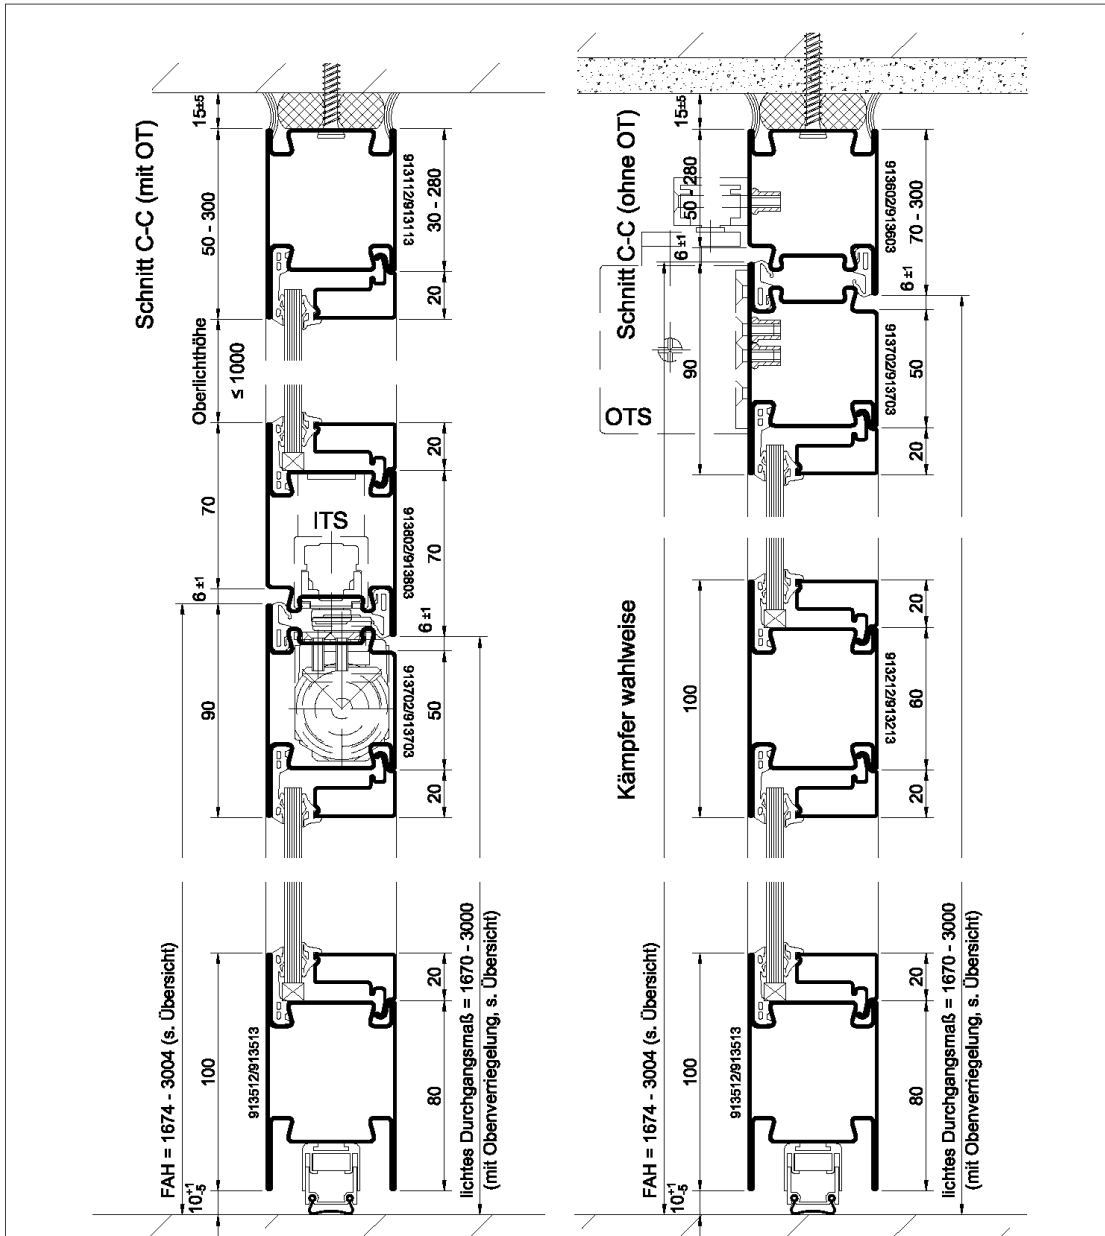 Schnitt C-C (mit OT)
15±5
50 - 300
913112/913113
30 - 280
20
Oberlichthöhe
≤ 1000
20
70
ITS
913802/913803
70
6 ±1
6 ±1
90
913702/913703
50
20
FAH = 1674 - 3004 (s. Übersicht)
913512/913513
100
20
80
lichtes Durchgangsmaß = 1670 - 3000
(mit Obenverriegelung, s. Übersicht)
10+1-5
Schnitt C-C (ohne OT)
15±5
50 - 280
913602/913603
70 - 300
6 ±1
6 ±1
90
OTS
913702/913703
50
20
Kämpfer wahlweise
100
20
913212/913213
60
20
FAH = 1674 - 3004 (s. Übersicht)
913512/913513
100
20
80
lichtes Durchgangsmaß = 1670 - 3000
(mit Obenverriegelung, s. Übersicht)
10+1-5